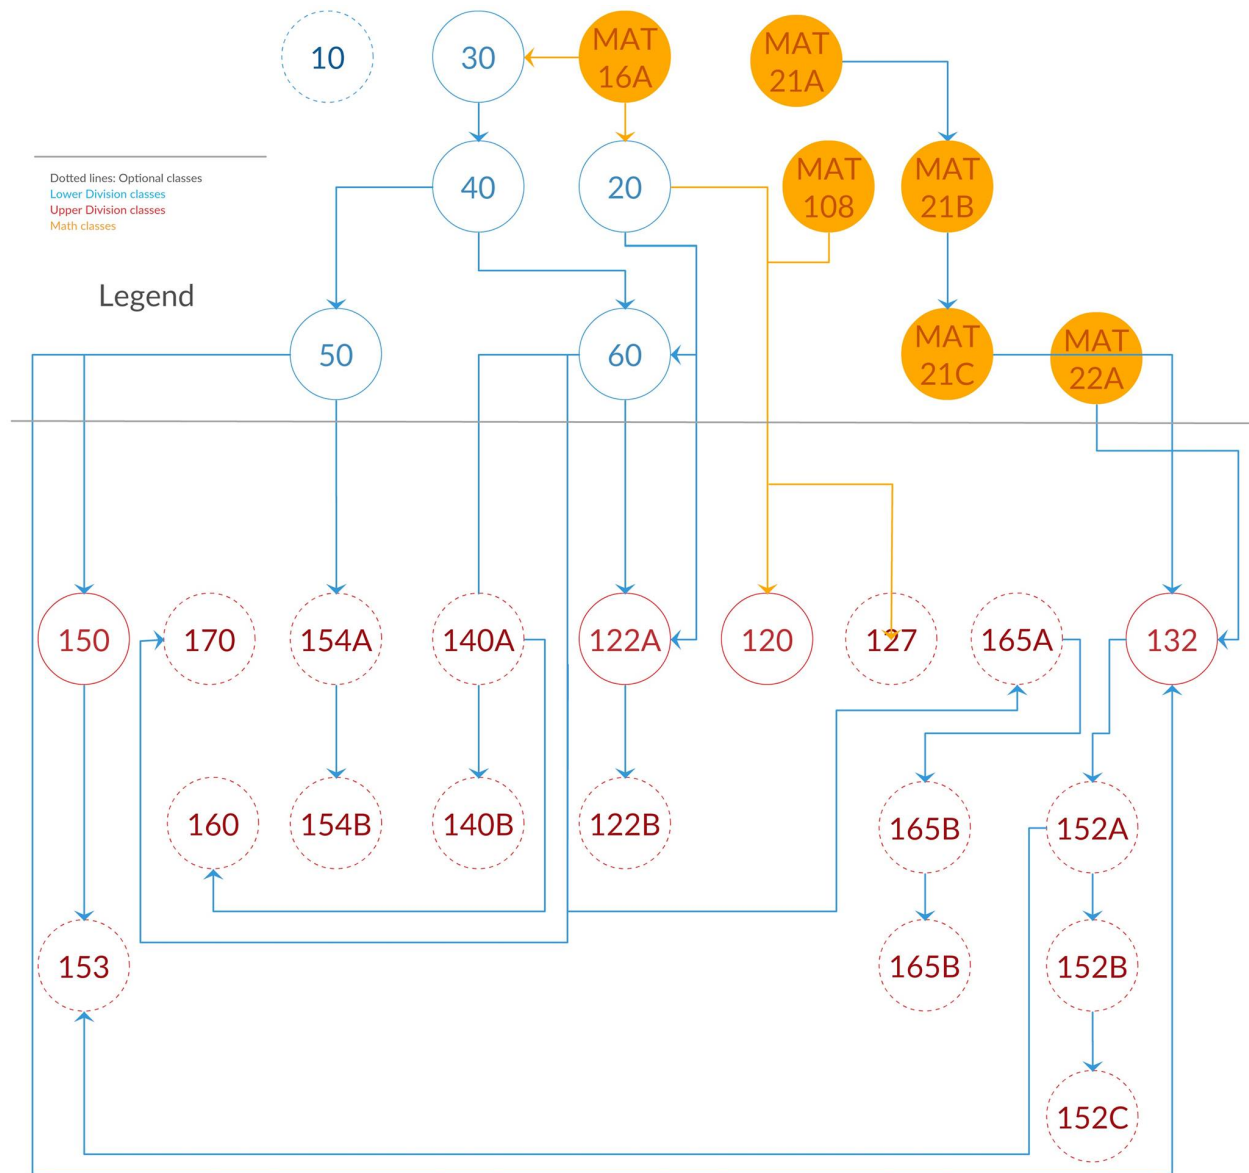 10
30
MAT
16A
MAT
21A
Dotted lines: Optional classes
Lower Division classes
Upper Division classes
Math classes
40
20
MAT
108
MAT
21B
Legend
50
60
MAT
21C
MAT
22A
150
170
154A
140A
122A
120
127
165A
132
160
154B
140B
122B
165B
152A
153
165B
152B
152C